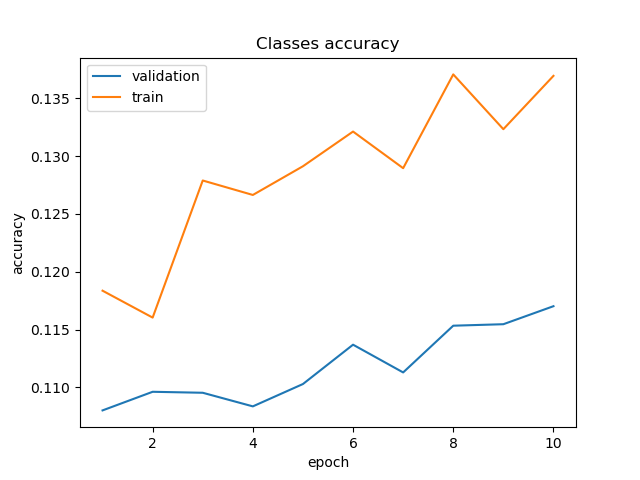 Classes accuracy
validation
train
accuracy
0.135
0.130
0.125
0.120
0.115
0.110
2 4 6 8 10
epoch